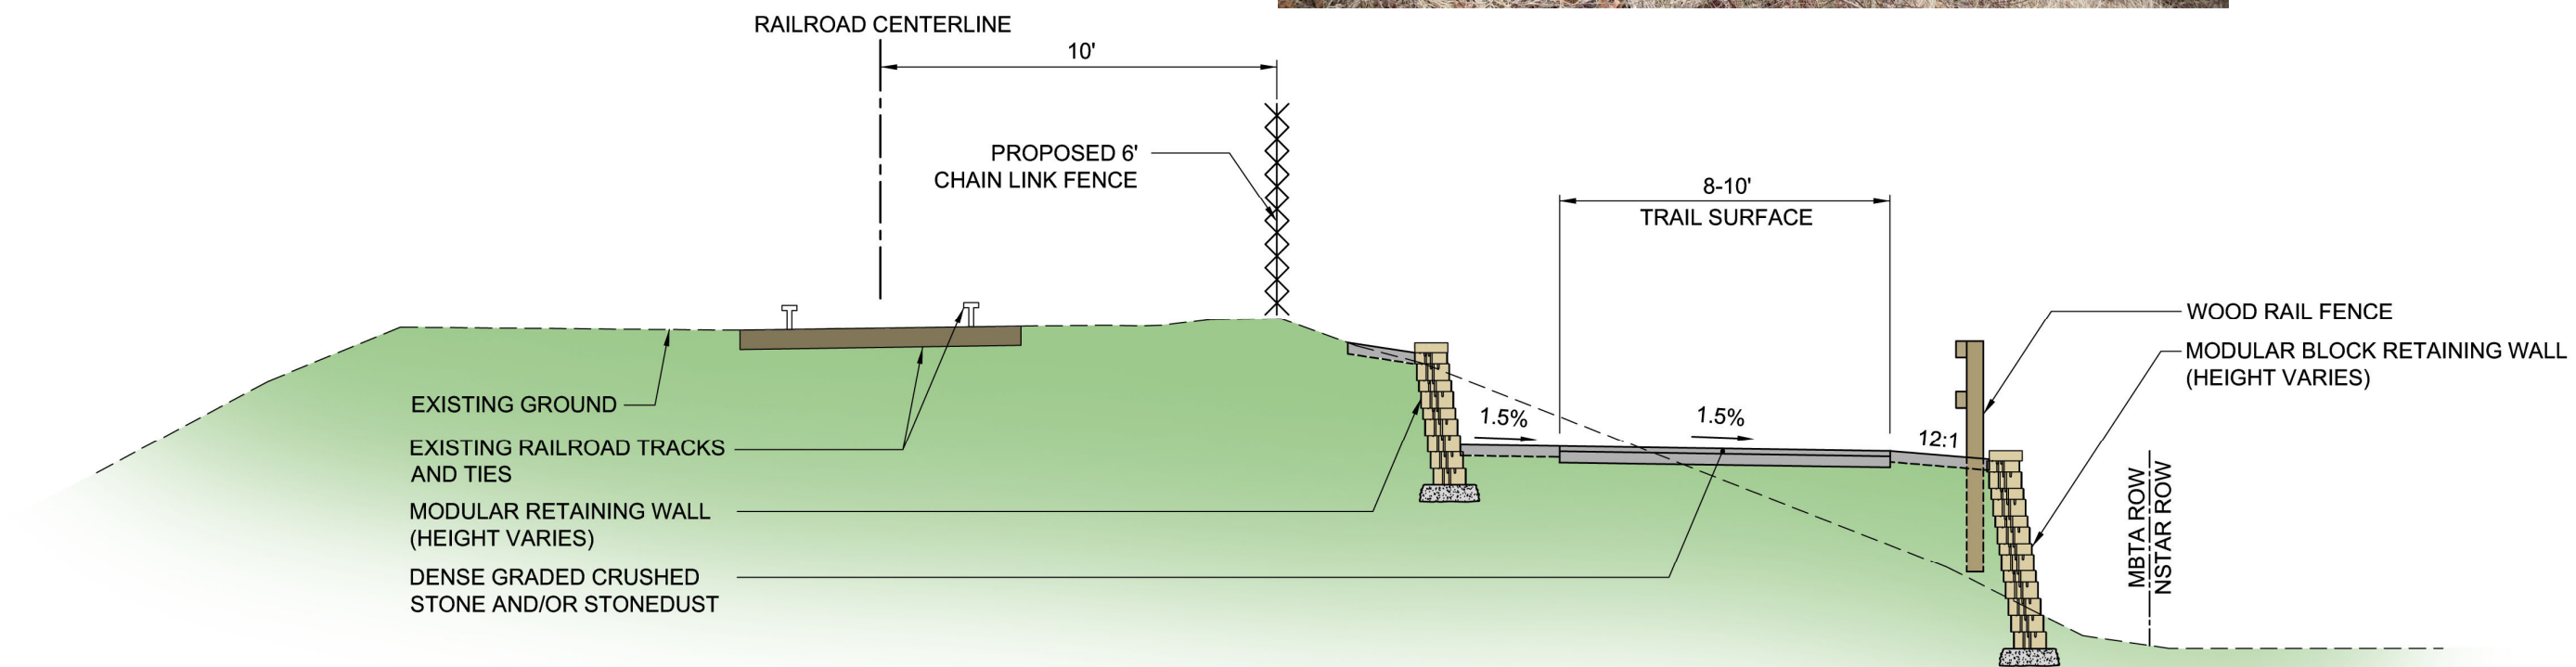 RAILROAD CENTERLINE
10'
PROPOSED 6'
CHAIN LINK FENCE
8-10'
TRAIL SURFACE
WOOD RAIL FENCE
MODULAR BLOCK RETAINING WALL
(HEIGHT VARIES)
EXISTING GROUND
1.5%
1.5%
12:1
EXISTING RAILROAD TRACKS
AND TIES
MODULAR RETAINING WALL
(HEIGHT VARIES)
DENSE GRADED CRUSHED
STONE AND/OR STONEDUST
MBTA ROW
NSTAR ROW